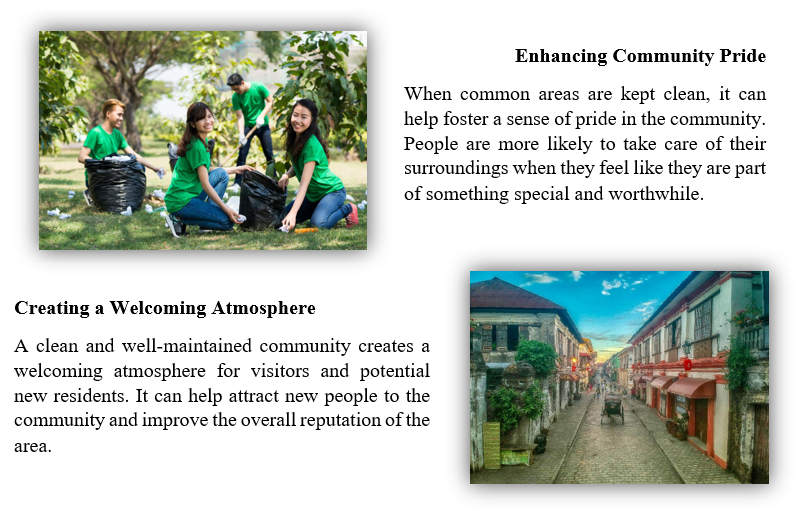 Enhancing Community Pride
When common areas are kept clean, it can
help foster a sense of pride in the community.
People are more likely to take care of their
surroundings when they feel like they are part
of something special and worthwhile.
Creating a Welcoming Atmosphere
A clean and well-maintained community creates a
welcoming atmosphere for visitors and potential
new residents. It can help attract new people to the
community and improve the overall reputation of the
area.